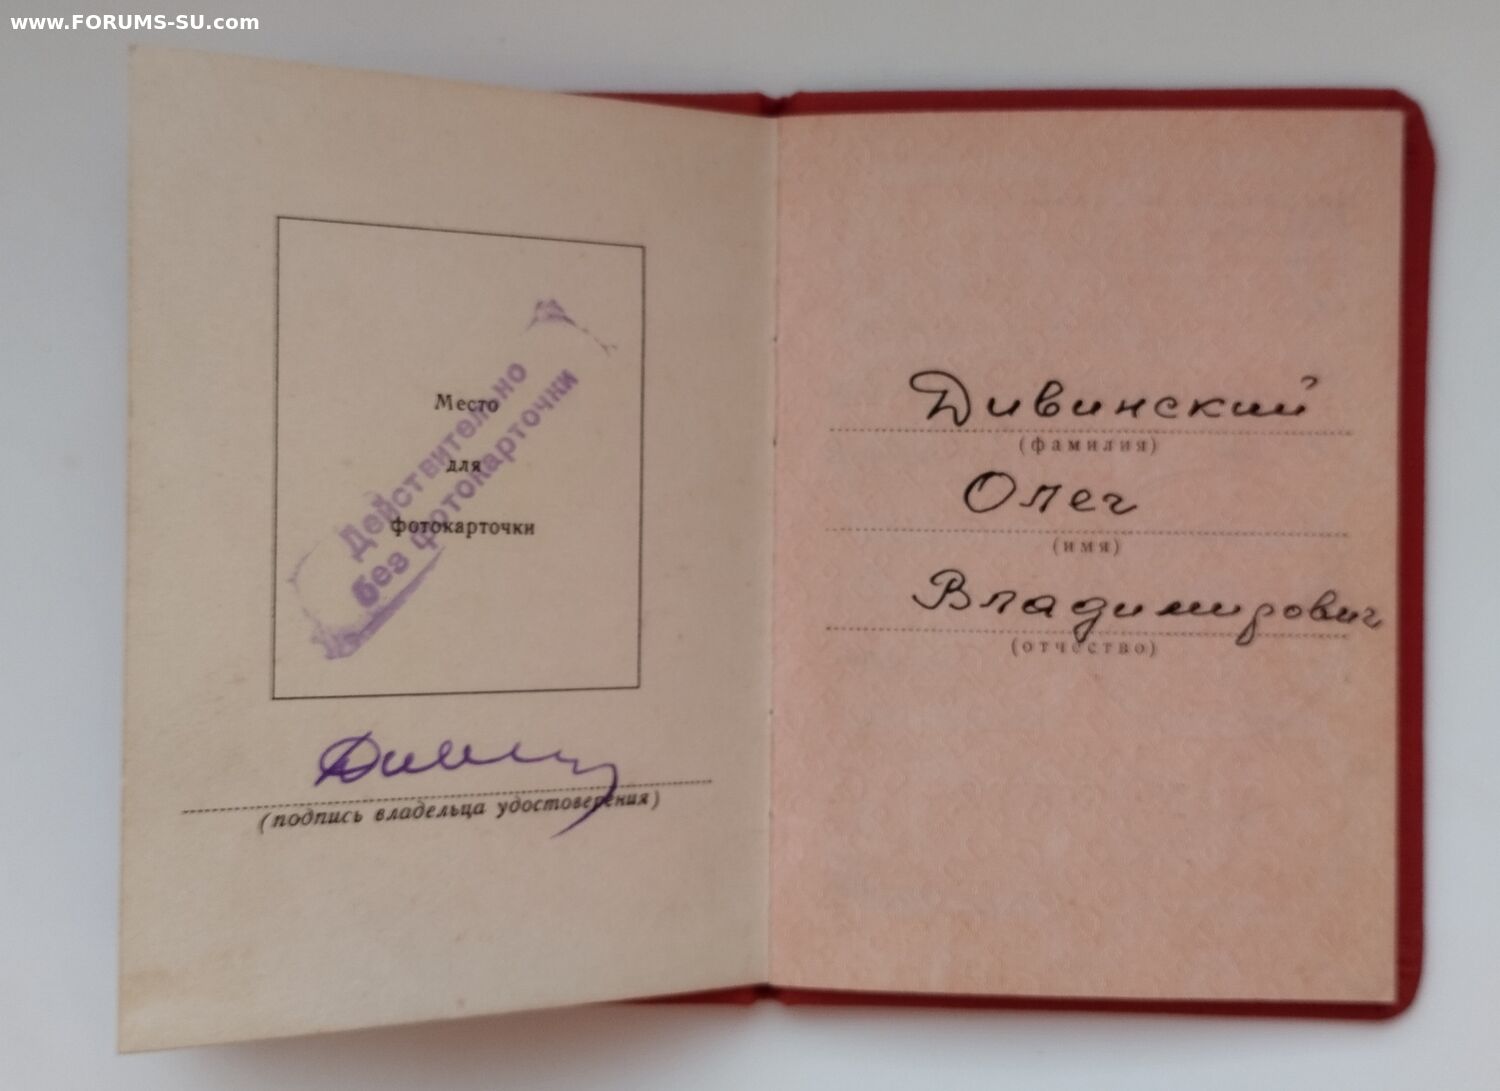 www.FORUMS-SU.com
Место
для
фотокарточки
Действительно
без фотокарточки
(подпись владельца удостоверения)
Дивинский
(фамилия)
Олег
(имя)
Владимирович
(отчество)